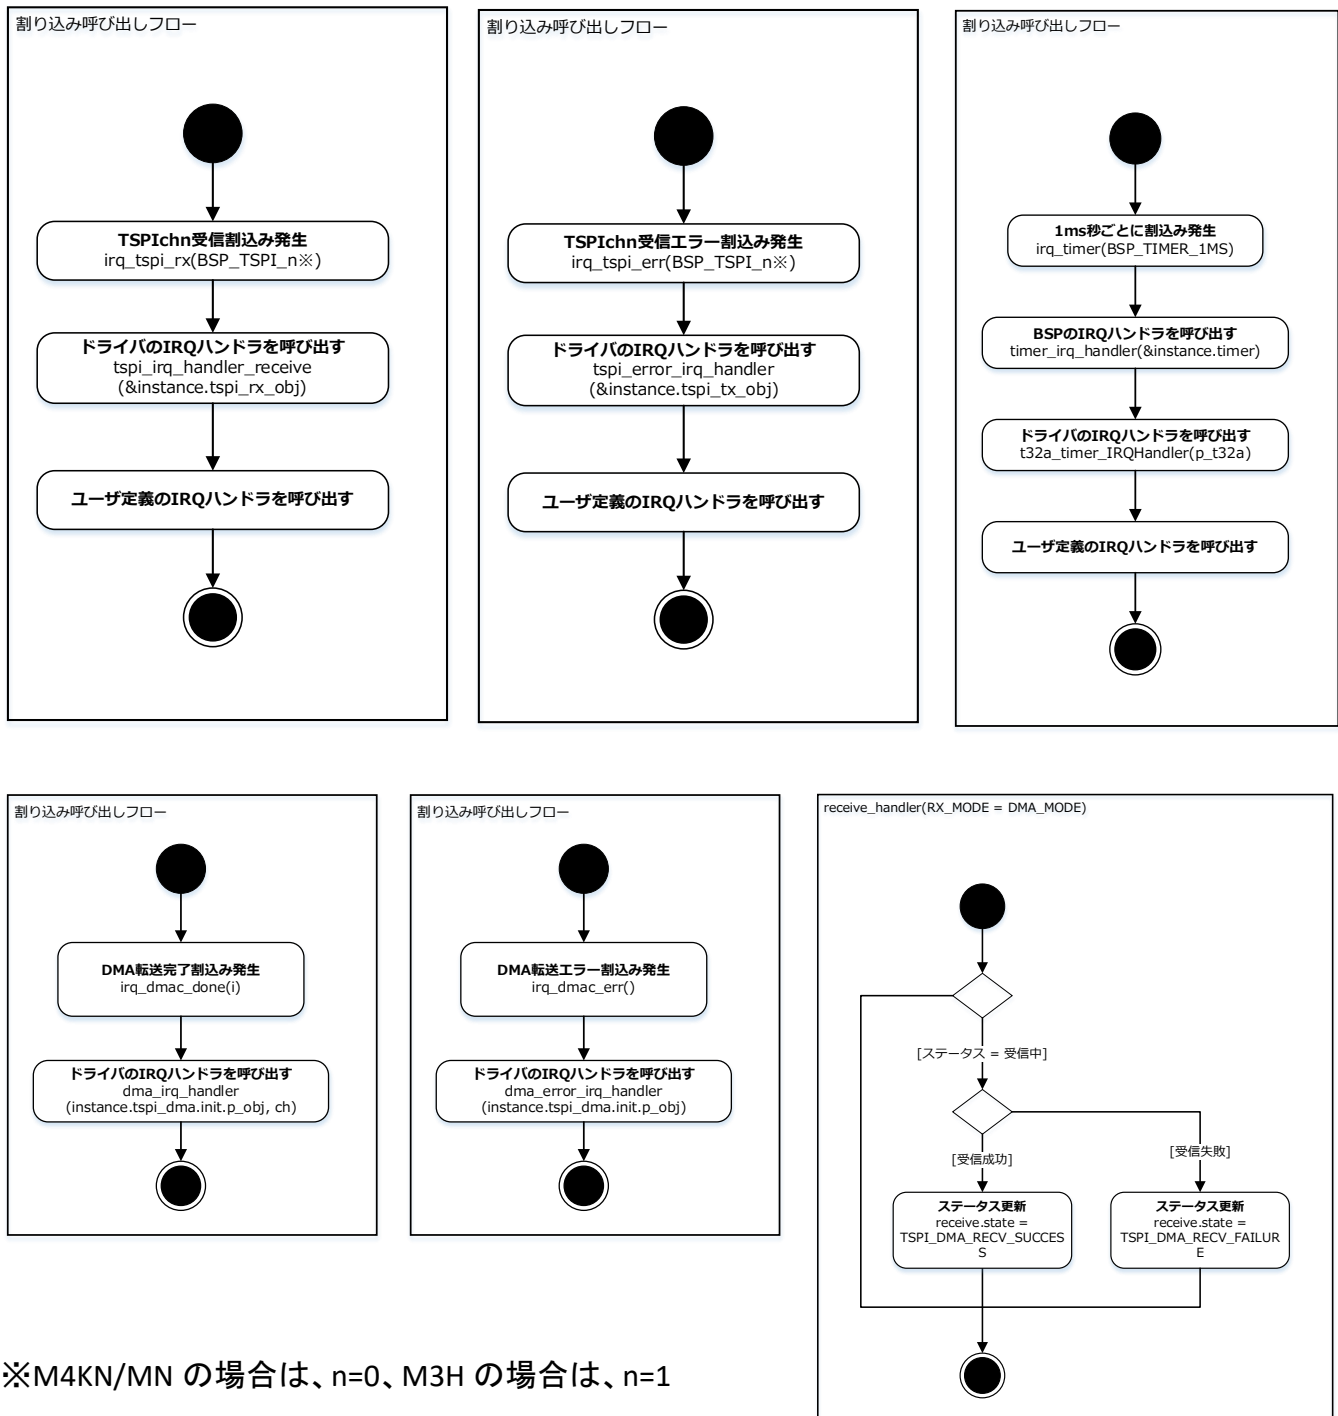 割り込み呼び出しフロー
TSPIchn受信割込み発生
irq_tspi_rx(BSP_TSPI_n※)
ドライバのIRQハンドラを呼び出す
tspi_irq_handler_receive
(&instance.tspi_rx_obj)
ユーザ定義のIRQハンドラを呼び出す
割り込み呼び出しフロー
TSPIchn受信エラー割込み発生
irq_tspi_err(BSP_TSPI_n※)
ドライバのIRQハンドラを呼び出す
tspi_error_irq_handler
(&instance.tspi_tx_obj)
ユーザ定義のIRQハンドラを呼び出す
割り込み呼び出しフロー
1ms秒ごとに割込み発生
irq_timer(BSP_TIMER_1MS)
BSPのIRQハンドラを呼び出す
timer_irq_handler(&instance.timer)
ドライバのIRQハンドラを呼び出す
t32a_timer_IRQHandler(p_t32a)
ユーザ定義のIRQハンドラを呼び出す
割り込み呼び出しフロー
DMA転送完了割込み発生
irq_dmac_done(i)
ドライバのIRQハンドラを呼び出す
dma_irq_handler
(instance.tspi_dma.init.p_obj, ch)
割り込み呼び出しフロー
DMA転送エラー割込み発生
irq_dmac_err()
ドライバのIRQハンドラを呼び出す
dma_error_irq_handler
(instance.tspi_dma.init.p_obj)
receive_handler(RX_MODE = DMA_MODE)
[ステータス = 受信中]
[受信成功]
[受信失敗]
ステータス更新
receive.state =
TSPI_DMA_RECV_SUCCES
S
ステータス更新
receive.state =
TSPI_DMA_RECV_FAILUR
E
※M4KN/MN の場合は、n=0、M3H の場合は、n=1